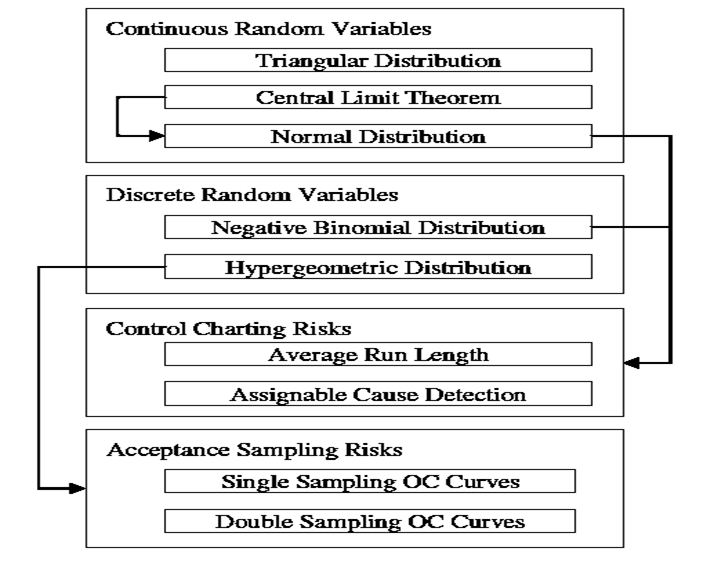 Continuous Random Variables
Triangular Distribution
Central Limit Theorem
Normal Distribution
Discrete Random Variables
Negative Binomial Distribution
Hypergeometric Distribution
Control Charting Risks
Average Run Length
Assignable Cause Detection
Acceptance Sampling Risks
Single Sampling OC Curves
Double Sampling OC Curves